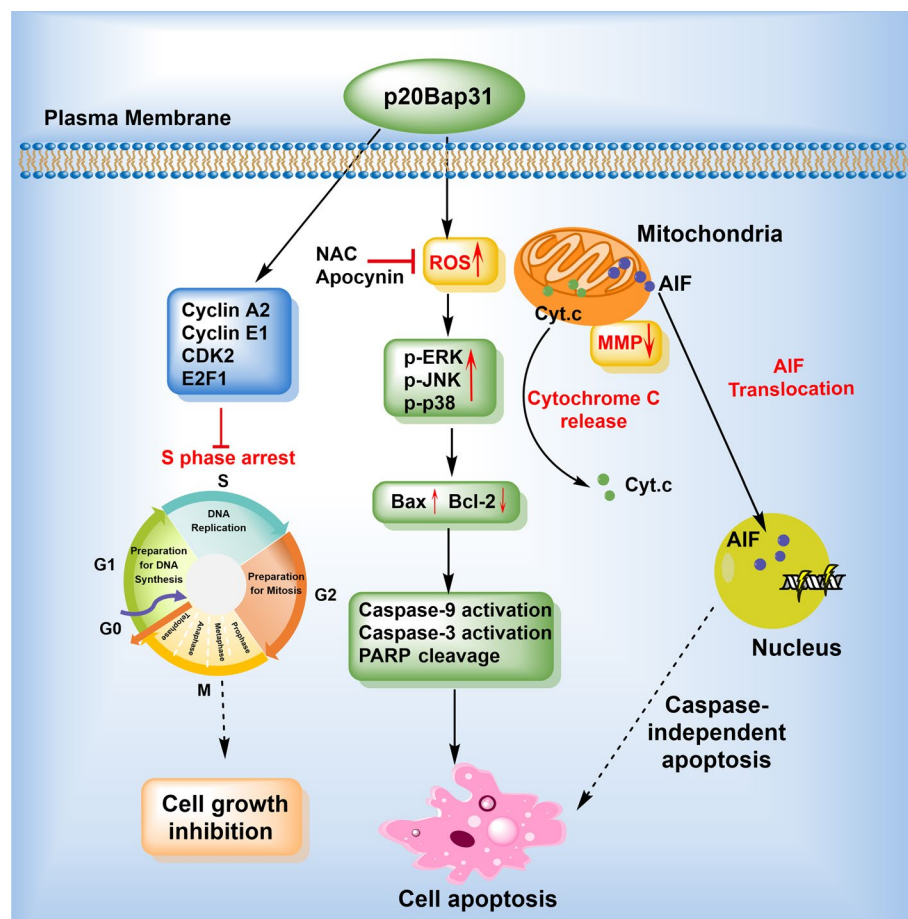 p20Bap31
Plasma Membrane
NAC
Apocynin
ROS
Mitochondria
AIF
Cyt.c
MMP
Cyclin A2
Cyclin E1
CDK2
E2F1
p-ERK
p-JNK
p-p38
Cytochrome C
release
AIF
Translocation
S phase arrest
Cyt.c
Bax Bcl-2
S
DNA
Replication
G1
Preparation
for DNA
Synthesis
Preparation
for Mitosis
G2
G0
Telophase
Anaphase
Metaphase
Prophase
M
AIF
Nucleus
Caspase-9 activation
Caspase-3 activation
PARP cleavage
Caspase-
independent
apoptosis
Cell growth
inhibition
Cell apoptosis